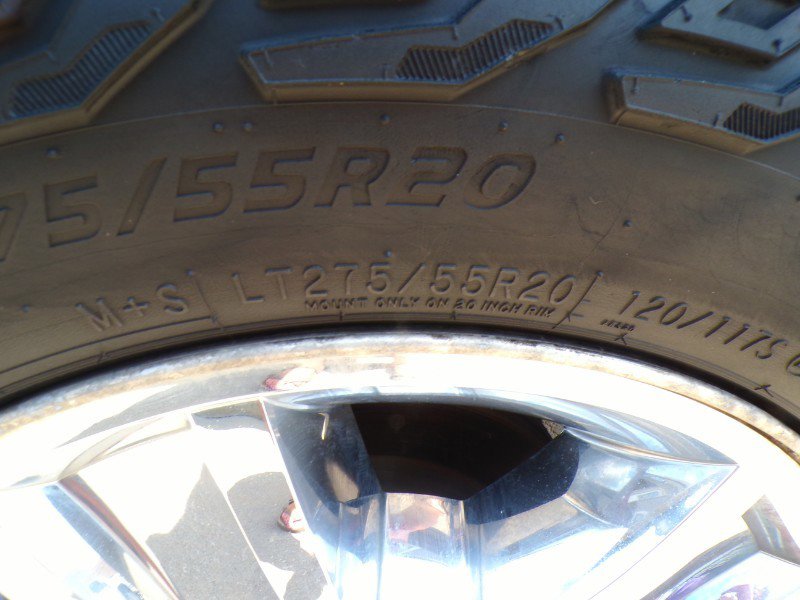 75/55R20
M+S LT275/55R20 120/117S
MOUNT ONLY ON 20 INCH RIM